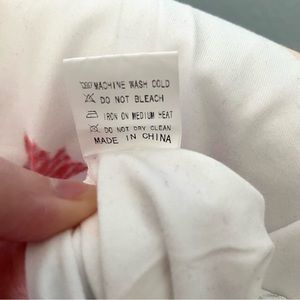 MACHINE WASH COLD
DO NOT BLEACH
IRON ON MEDIUM HEAT
DO NOT DRY CLEAN
MADE IN CHINA